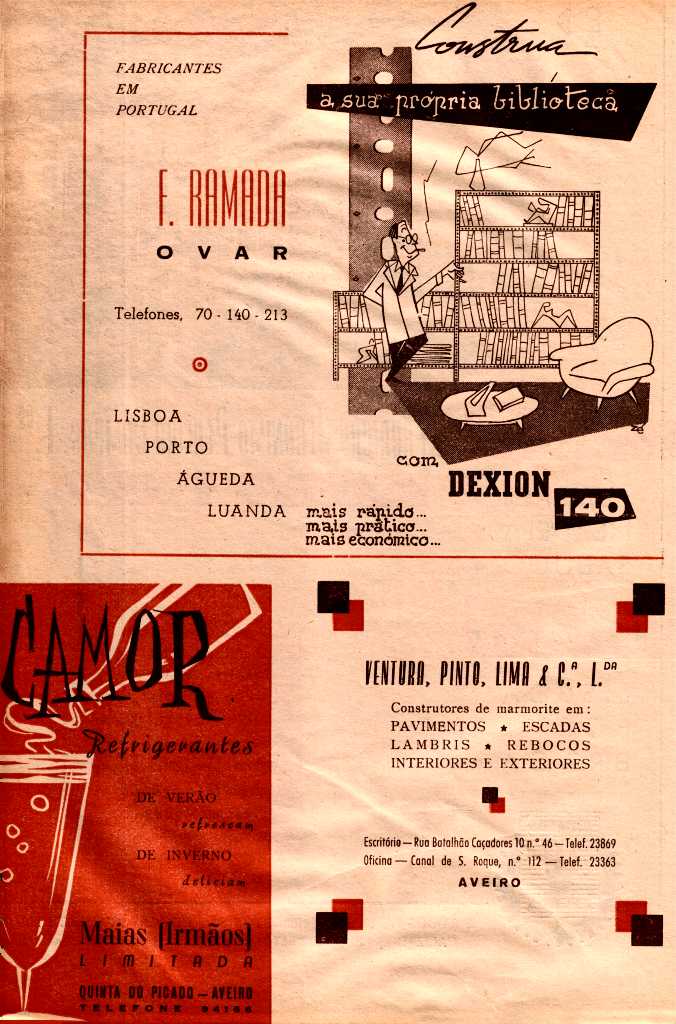 FABRICANTES
EM
PORTUGAL
F. RAMADA
OVAR
Telefones, 70 - 140 - 213
LISBOA
PORTO
ÁGUEDA
LUANDA
Construa
a sua própria biblioteca
com
DEXION
140
mais rápido...
mais prático...
mais económico...
CAMOR
Refrigerantes
DE VERÃO
refrescam
DE INVERNO
deliciam
Maias [Irmãos]
LIMITADA
QUINTA DO PICADO — AVEIRO
TELEFONE
VENTURA, PINTO, LIMA & C.ª, L.DA
Construtores de marmorite em:
PAVIMENTOS ★ ESCADAS
LAMBRIS ★ REBOCOS
INTERIORES E EXTERIORES
Escritório — Rua Batalhão Caçadores 10 n.º 46 — Telef. 23869
Oficina — Canal de S. Roque, n.º 112 — Telef. 23363
AVEIRO